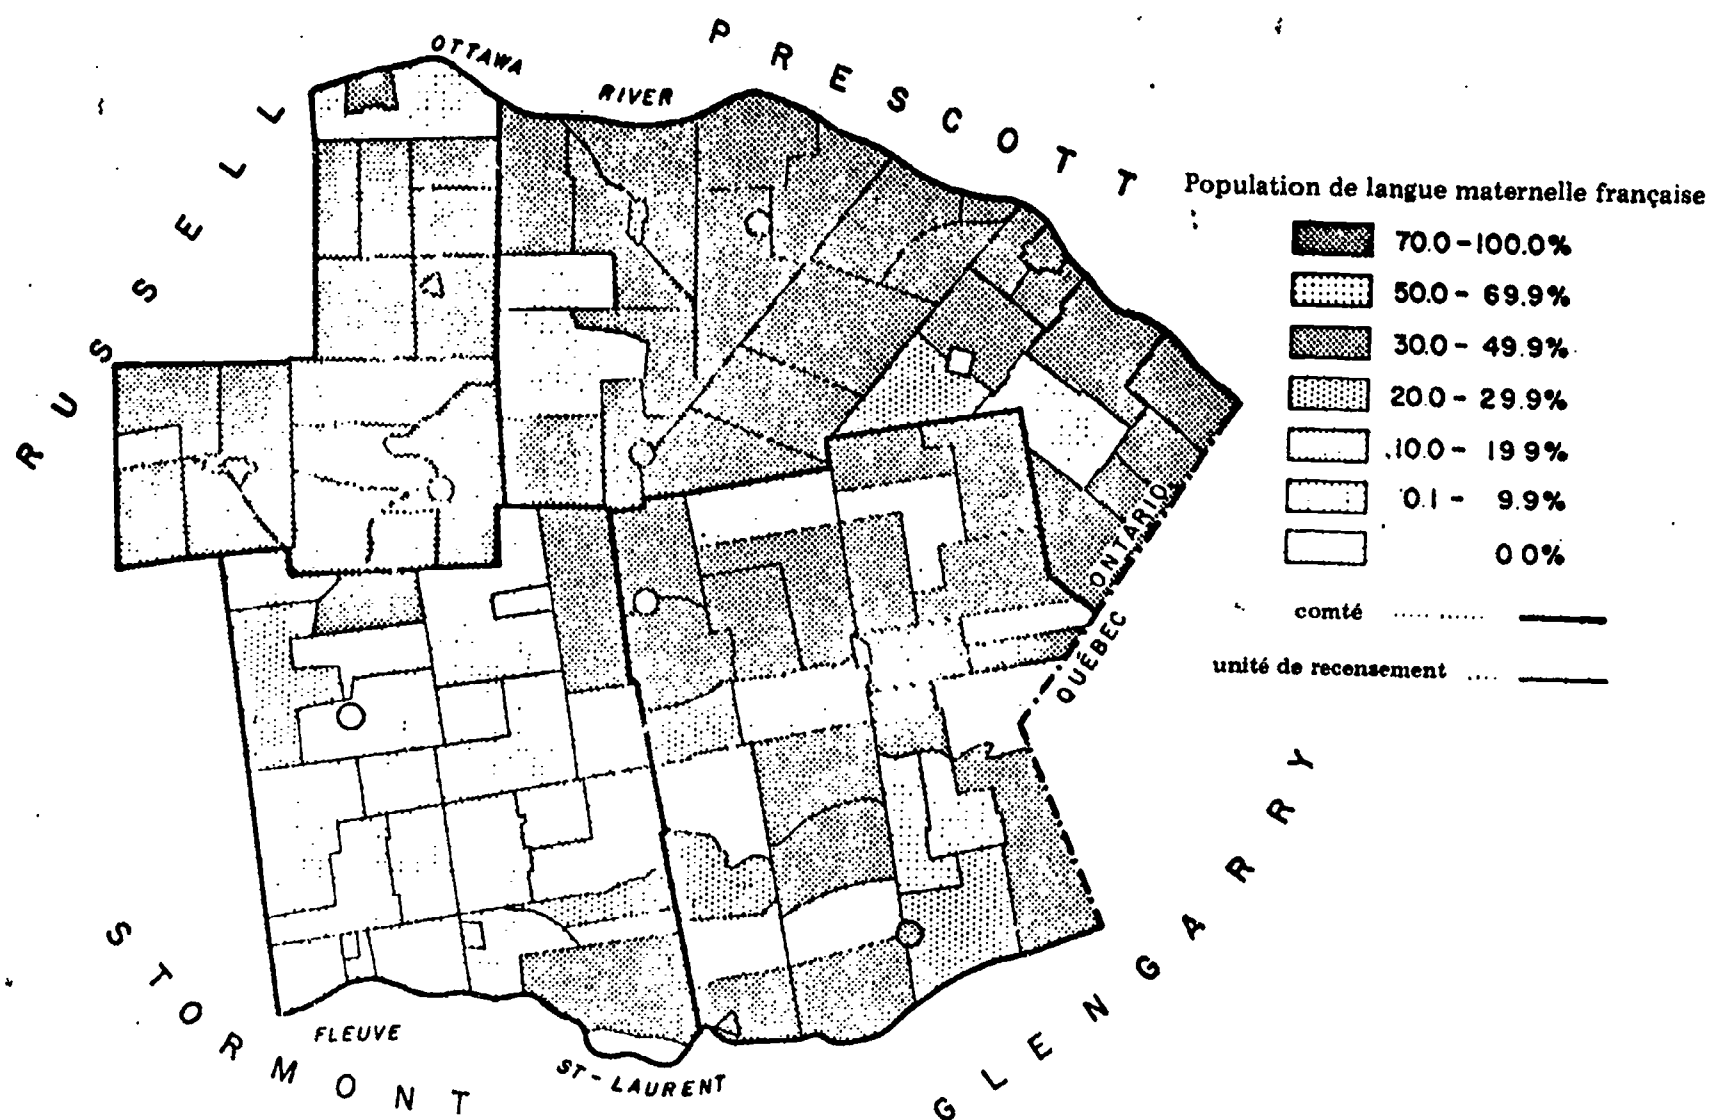 PRESCOTT
OTTAWA
RIVER
RUSSELL
Population de langue maternelle française
70.0-100.0%
50.0 - 69.9%
30.0 - 49.9%
20.0 - 29.9%
.10.0 - 19.9%
0.1 - 9.9%
0 0%
comté .... ......
unité de recensement ....
ONTARIO
QUÉBEC
GLENGARRY
STORMONT
FLEUVE
ST-LAURENT